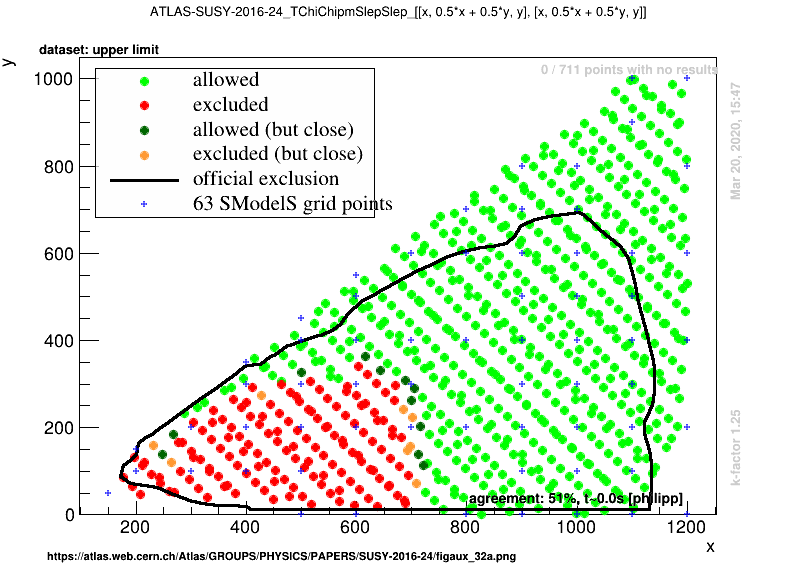 ATLAS-SUSY-2016-24_TChiChipmSlepSlep_[[x, 0.5*x + 0.5*y, y], [x, 0.5*x + 0.5*y, y]]
dataset: upper limit
y
0 / 711 points with no results
allowed
excluded
allowed (but close)
excluded (but close)
official exclusion
63 SModelS grid points
1000
800
600
400
200
0
Mar 20, 2020, 15:47
k-factor 1.25
agreement: 51%, t~0.0s [philipp]
200 400 600 800 1000 1200
x
https://atlas.web.cern.ch/Atlas/GROUPS/PHYSICS/PAPERS/SUSY-2016-24/figaux_32a.png